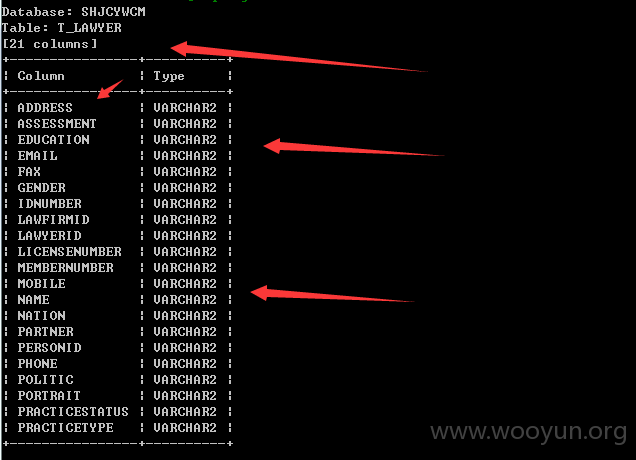 Database: SHJCYWCM
Table: T_LAWYER
[21 columns]
+---------------+----------+
| Column | Type |
+---------------+----------+
| ADDRESS | VARCHAR2 |
| ASSESSMENT | VARCHAR2 |
| EDUCATION | VARCHAR2 |
| EMAIL | VARCHAR2 |
| FAX | VARCHAR2 |
| GENDER | VARCHAR2 |
| IDNUMBER | VARCHAR2 |
| LAWFIRMID | VARCHAR2 |
| LAWYERID | VARCHAR2 |
| LICENSENUMBER | VARCHAR2 |
| MEMBERNUMBER | VARCHAR2 |
| MOBILE | VARCHAR2 |
| NAME | VARCHAR2 |
| NATION | VARCHAR2 |
| PARTNER | VARCHAR2 |
| PERSONID | VARCHAR2 |
| PHONE | VARCHAR2 |
| POLITIC | VARCHAR2 |
| PORTRAIT | VARCHAR2 |
| PRACTICESTATUS | VARCHAR2 |
| PRACTICETYPE | VARCHAR2 |
+---------------+----------+
www.wooyun.org